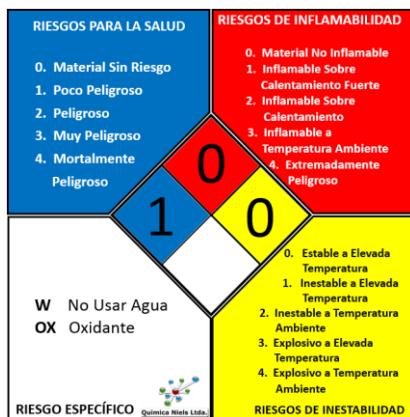 RIESGOS PARA LA SALUD
0. Material Sin Riesgo
1. Poco Peligroso
2. Peligroso
3. Muy Peligroso
4. Mortalmente
Peligroso
RIESGOS DE INFLAMABILIDAD
0. Material No Inflamable
1. Inflamable Sobre
Calentamiento Fuerte
2. Inflamable Sobre
Calentamiento
3. Inflamable a
Temperatura Ambiente
4. Extremadamente
Peligroso
0
1
0
W No Usar Agua
OX Oxidante
Química Niels Ltda.
RIESGO ESPECÍFICO
0. Estable a Elevada
Temperatura
1. Inestable a Elevada
Temperatura
2. Inestable a Temperatura
Ambiente
3. Explosivo a Elevada
Temperatura
4. Explosivo a Temperatura
Ambiente
RIESGOS DE INESTABILIDAD